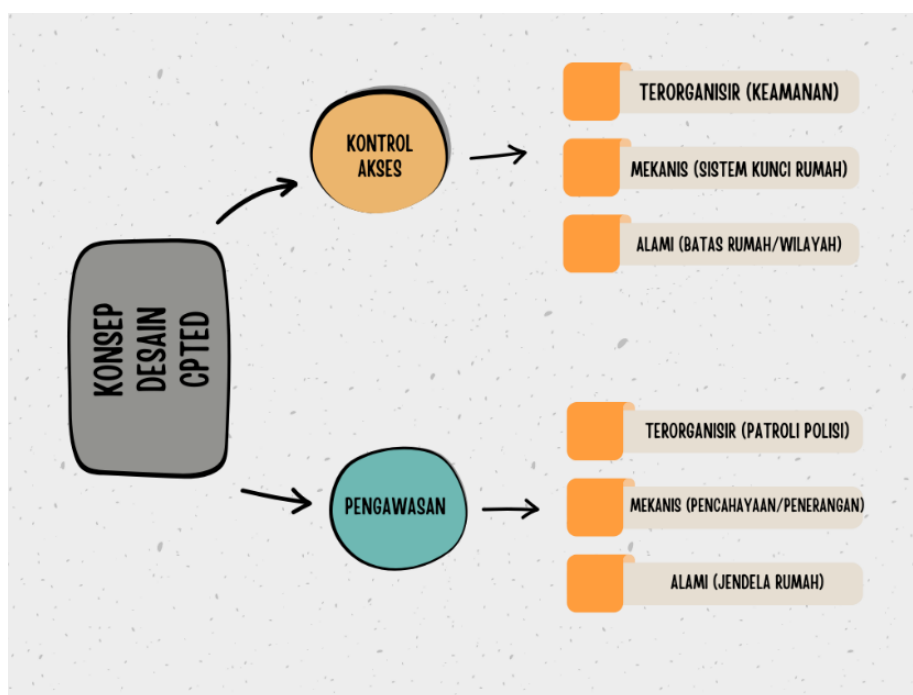 KONSEP
DESAIN
CPTED
KONTROL
AKSES
TERORGANISIR (KEAMANAN)
MEKANIS (SISTEM KUNCI RUMAH)
ALAMI (BATAS RUMAH/WILAYAH)
PENGAWASAN
TERORGANISIR (PATROLI POLISI)
MEKANIS (PENCAHAYAAN/PENERANGAN)
ALAMI (JENDELA RUMAH)